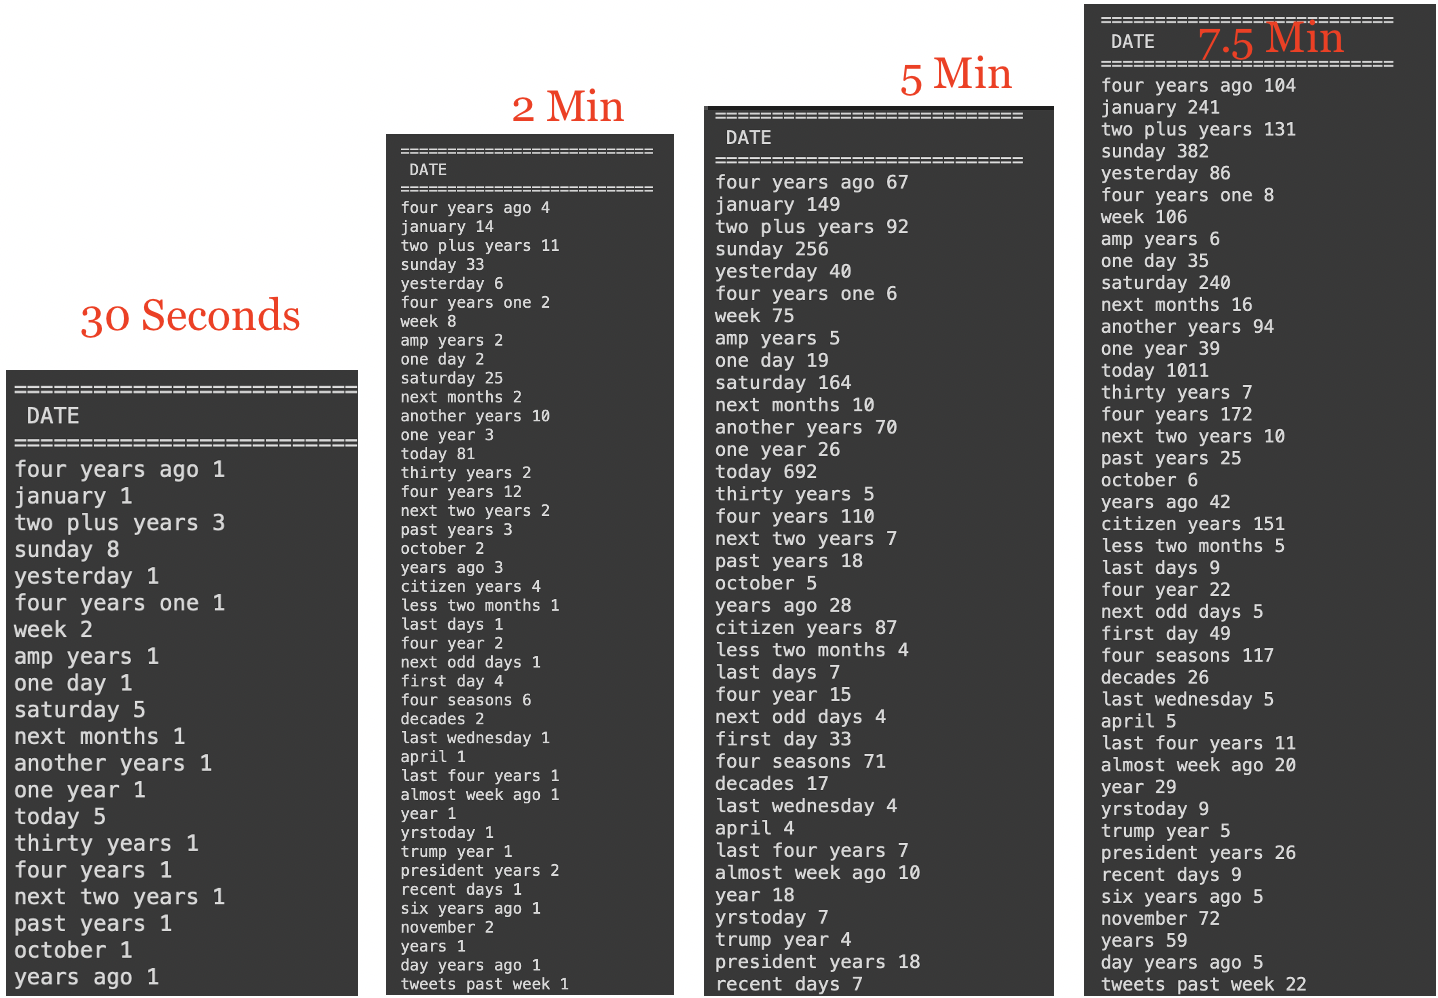 30 Seconds
===========================
DATE
===========================
four years ago 1
january 1
two plus years 3
sunday 8
yesterday 1
four years one 1
week 2
amp years 1
one day 1
saturday 5
next months 1
another years 1
one year 1
today 5
thirty years 1
four years 1
next two years 1
past years 1
october 1
years ago 1
2 Min
===========================
DATE
===========================
four years ago 4
january 14
two plus years 11
sunday 33
yesterday 6
four years one 2
week 8
amp years 2
one day 2
saturday 25
next months 2
another years 10
one year 3
today 81
thirty years 2
four years 12
next two years 2
past years 3
october 2
years ago 3
citizen years 4
less two months 1
last days 1
four year 2
next odd days 1
first day 4
four seasons 6
decades 2
last wednesday 1
april 1
last four years 1
almost week ago 1
year 1
yrstoday 1
trump year 1
president years 2
recent days 1
six years ago 1
november 2
years 1
day years ago 1
tweets past week 1
5 Min
===========================
DATE
===========================
four years ago 67
january 149
two plus years 92
sunday 256
yesterday 40
four years one 6
week 75
amp years 5
one day 19
saturday 164
next months 10
another years 70
one year 26
today 692
thirty years 5
four years 110
next two years 7
past years 18
october 5
years ago 28
citizen years 87
less two months 4
last days 7
four year 15
next odd days 4
first day 33
four seasons 71
decades 17
last wednesday 4
april 4
last four years 7
almost week ago 10
year 18
yrstoday 7
trump year 4
president years 18
recent days 7
7.5 Min
===========================
DATE
===========================
four years ago 104
january 241
two plus years 131
sunday 382
yesterday 86
four years one 8
week 106
amp years 6
one day 35
saturday 240
next months 16
another years 94
one year 39
today 1011
thirty years 7
four years 172
next two years 10
past years 25
october 6
years ago 42
citizen years 151
less two months 5
last days 9
four year 22
next odd days 5
first day 49
four seasons 117
decades 26
last wednesday 5
april 5
last four years 11
almost week ago 20
year 29
yrstoday 9
trump year 5
president years 26
recent days 9
six years ago 5
november 72
years 59
day years ago 5
tweets past week 22